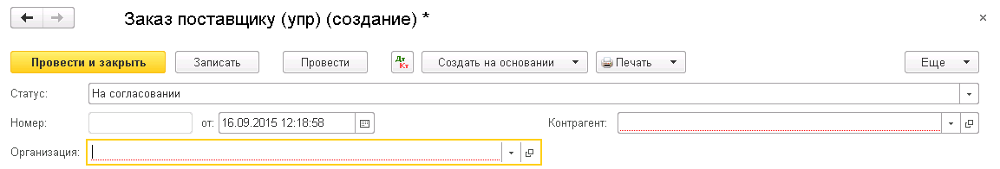 Заказ поставщику (упр) (создание) *
Провести и закрыть Записать Провести Дт Кт Создать на основании Печать Еще
Статус: На согласовании
Номер: от: 16.09.2015 12:18:58 Контрагент:
Организация: